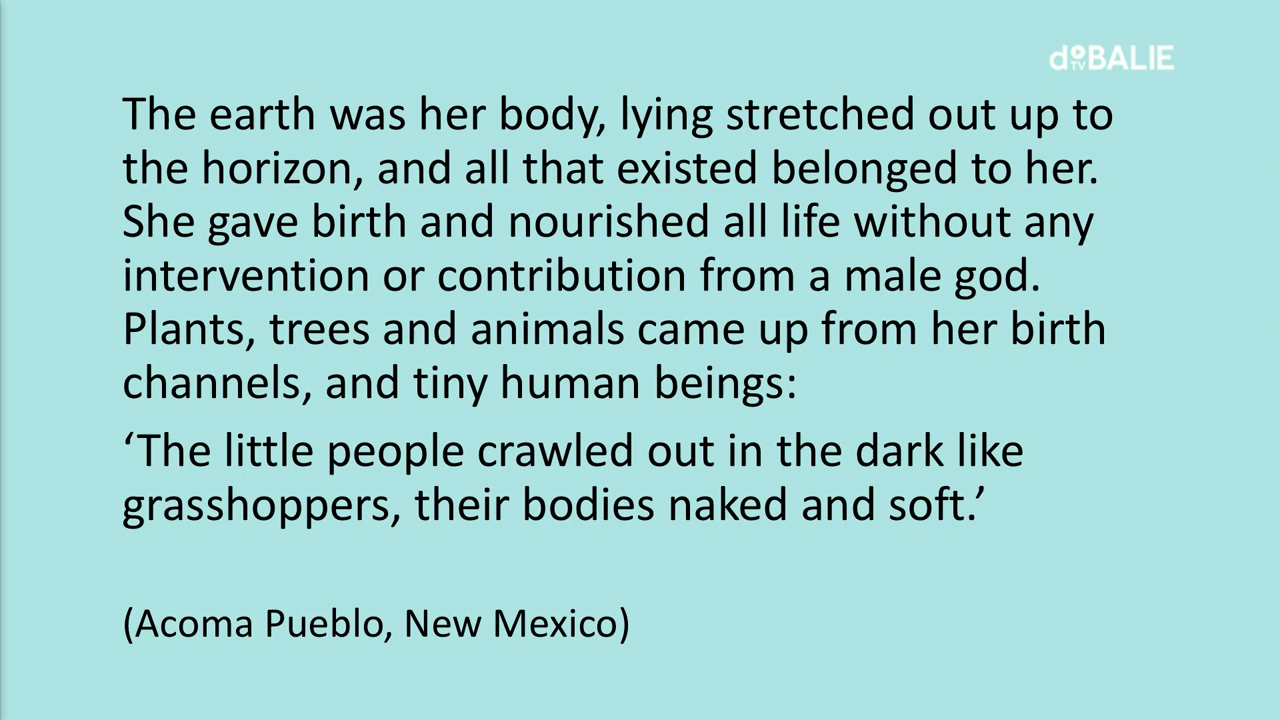 de BALIE
TV
The earth was her body, lying stretched out up to
the horizon, and all that existed belonged to her.
She gave birth and nourished all life without any
intervention or contribution from a male god.
Plants, trees and animals came up from her birth
channels, and tiny human beings:
‘The little people crawled out in the dark like
grasshoppers, their bodies naked and soft.’
(Acoma Pueblo, New Mexico)